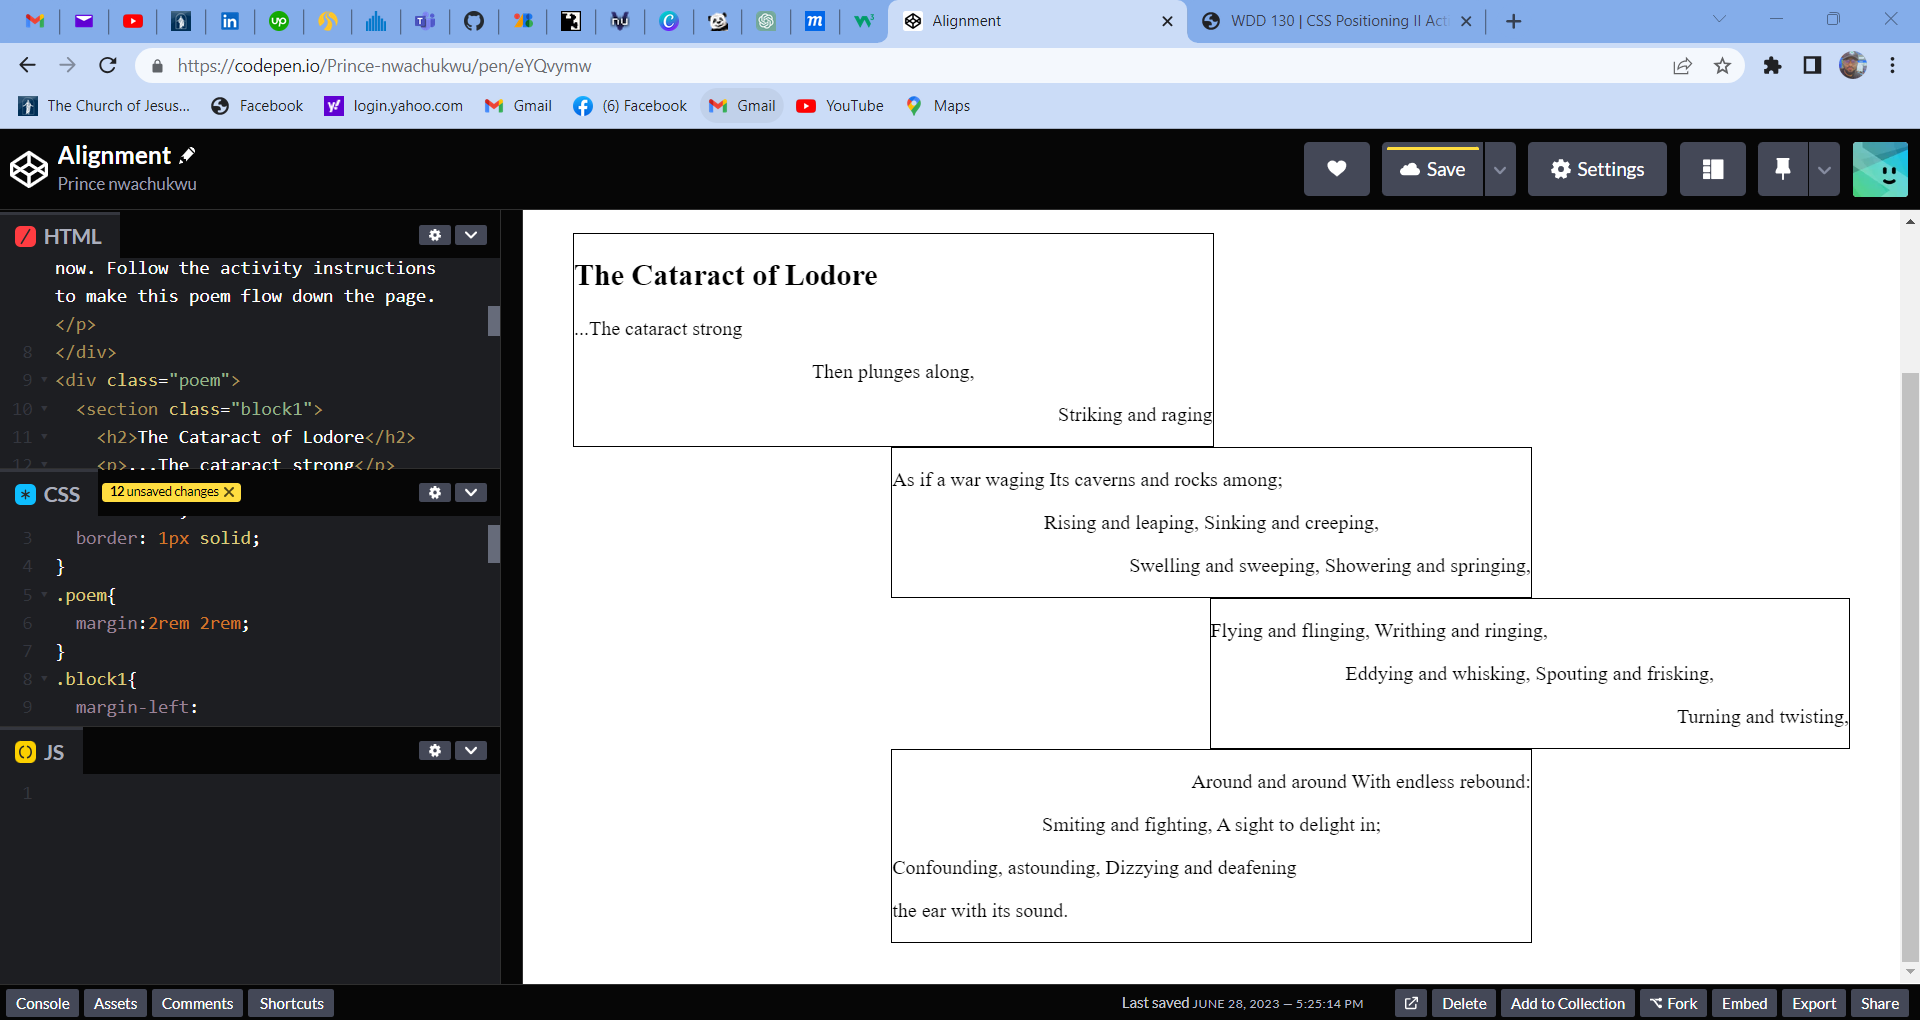 Alignment
WDD 130 | CSS Positioning II Acti
https://codepen.io/Prince-nwachukwu/pen/eYQvymw
The Church of Jesus...
Facebook
login.yahoo.com
Gmail
(6) Facebook
Gmail
YouTube
Maps
Alignment
Prince nwachukwu
Save
Settings
HTML
now. Follow the activity instructions
to make this poem flow down the page.
</p>
8 </div>
9 <div class="poem">
10 <section class="block1">
11 <h2>The Cataract of Lodore</h2>
12 <p>...The cataract strong</p>
CSS
12 unsaved changes
3 border: 1px solid;
4 }
5 .poem{
6 margin:2rem 2rem;
7 }
8 .block1{
9 margin-left:
JS
1
The Cataract of Lodore
...The cataract strong
Then plunges along,
Striking and raging
As if a war waging Its caverns and rocks among;
Rising and leaping, Sinking and creeping,
Swelling and sweeping, Showering and springing,
Flying and flinging, Writhing and ringing,
Eddying and whisking, Spouting and frisking,
Turning and twisting,
Around and around With endless rebound:
Smiting and fighting, A sight to delight in;
Confounding, astounding, Dizzying and deafening
the ear with its sound.
Console
Assets
Comments
Shortcuts
Last saved JUNE 28, 2023 — 5:25:14 PM
Delete
Add to Collection
Fork
Embed
Export
Share